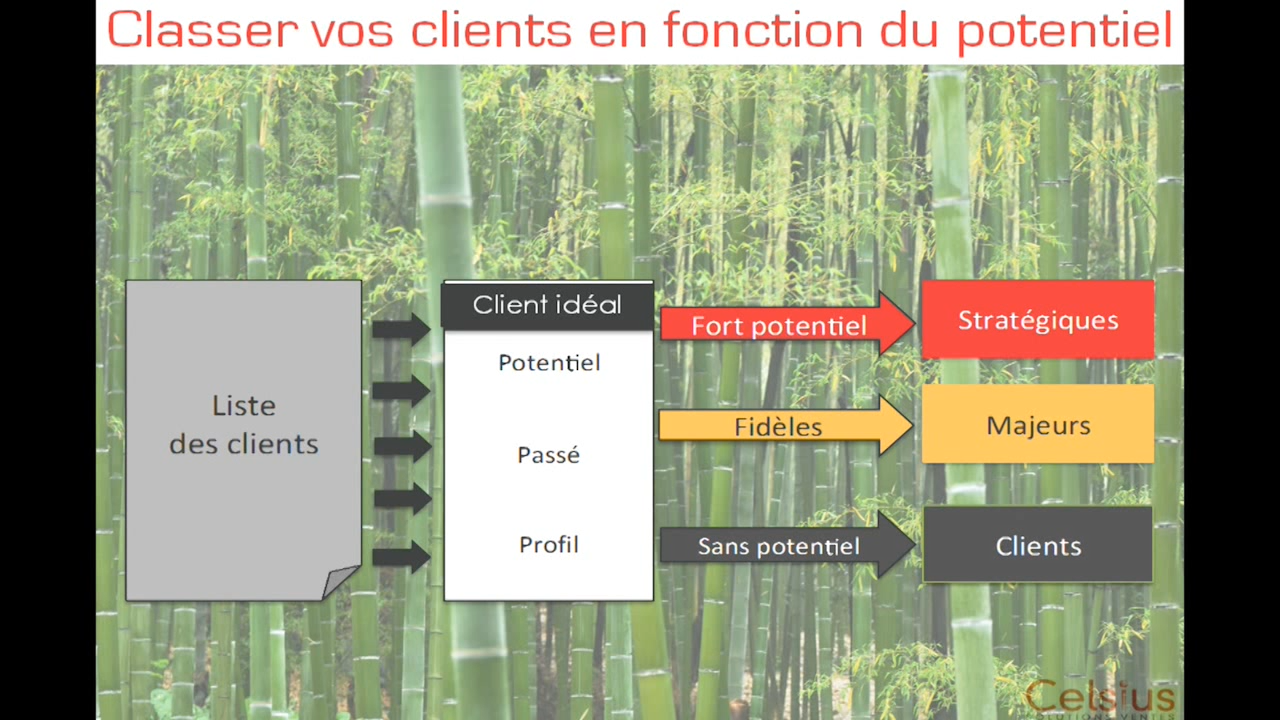 Classer vos clients en fonction du potentiel
Liste
des clients
Client idéal
Potentiel
Passé
Profil
Fort potentiel
Stratégiques
Fidèles
Majeurs
Sans potentiel
Clients
Celsius